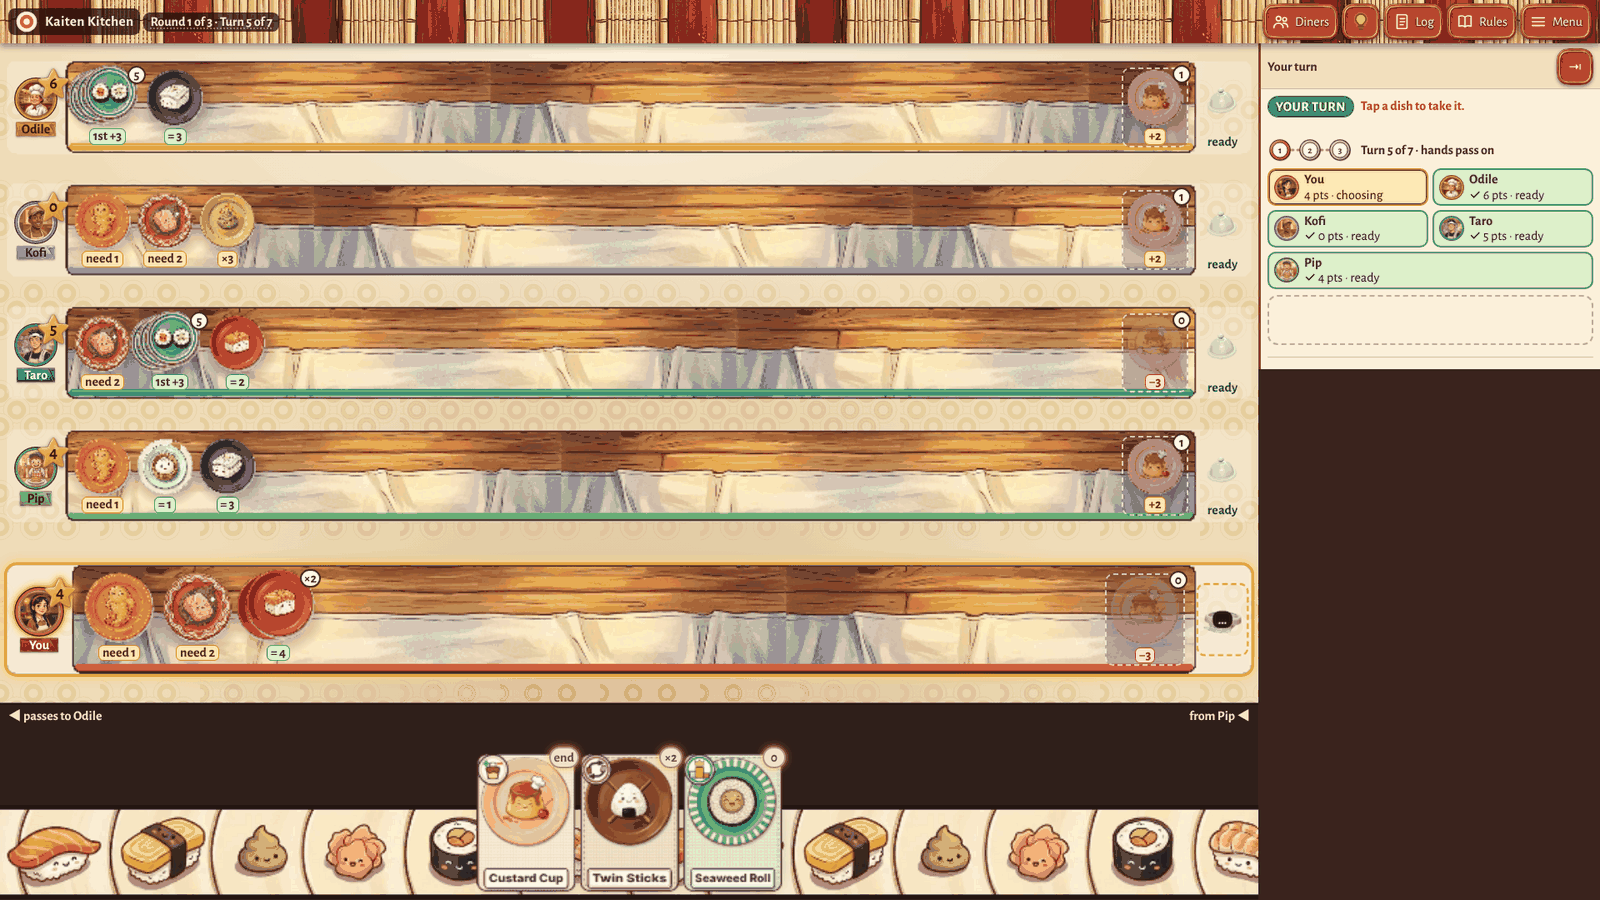 Kaiten Kitchen
Round 1 of 3 · Turn 5 of 7
Diners
Log
Rules
Menu
6
Odile
5
1st +3
= 3
1
+2
ready
0
Kofi
need 1
need 2
×3
1
+2
ready
5
Taro
need 2
5
1st +3
= 2
0
−3
ready
4
Pip
need 1
= 1
= 3
1
+2
ready
4
You
need 1
need 2
×2
= 4
0
−3
...
◀ passes to Odile
from Pip ◀
end
Custard Cup
×2
Twin Sticks
0
Seaweed Roll
Your turn
YOUR TURN
Tap a dish to take it.
1
2
3
Turn 5 of 7 · hands pass on
You
4 pts · choosing
Odile
✓ 6 pts · ready
Kofi
✓ 0 pts · ready
Taro
✓ 5 pts · ready
Pip
✓ 4 pts · ready